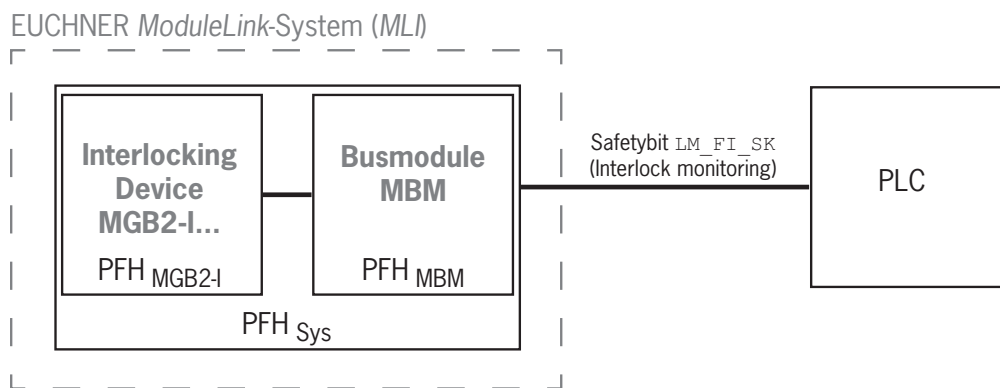 EUCHNER ModuleLink-System (MLI)
Interlocking
Device
MGB2-I...
PFH MGB2-I
Busmodule
MBM
PFH MBM
PFH Sys
Safetybit LM_FI_SK
(Interlock monitoring)
PLC